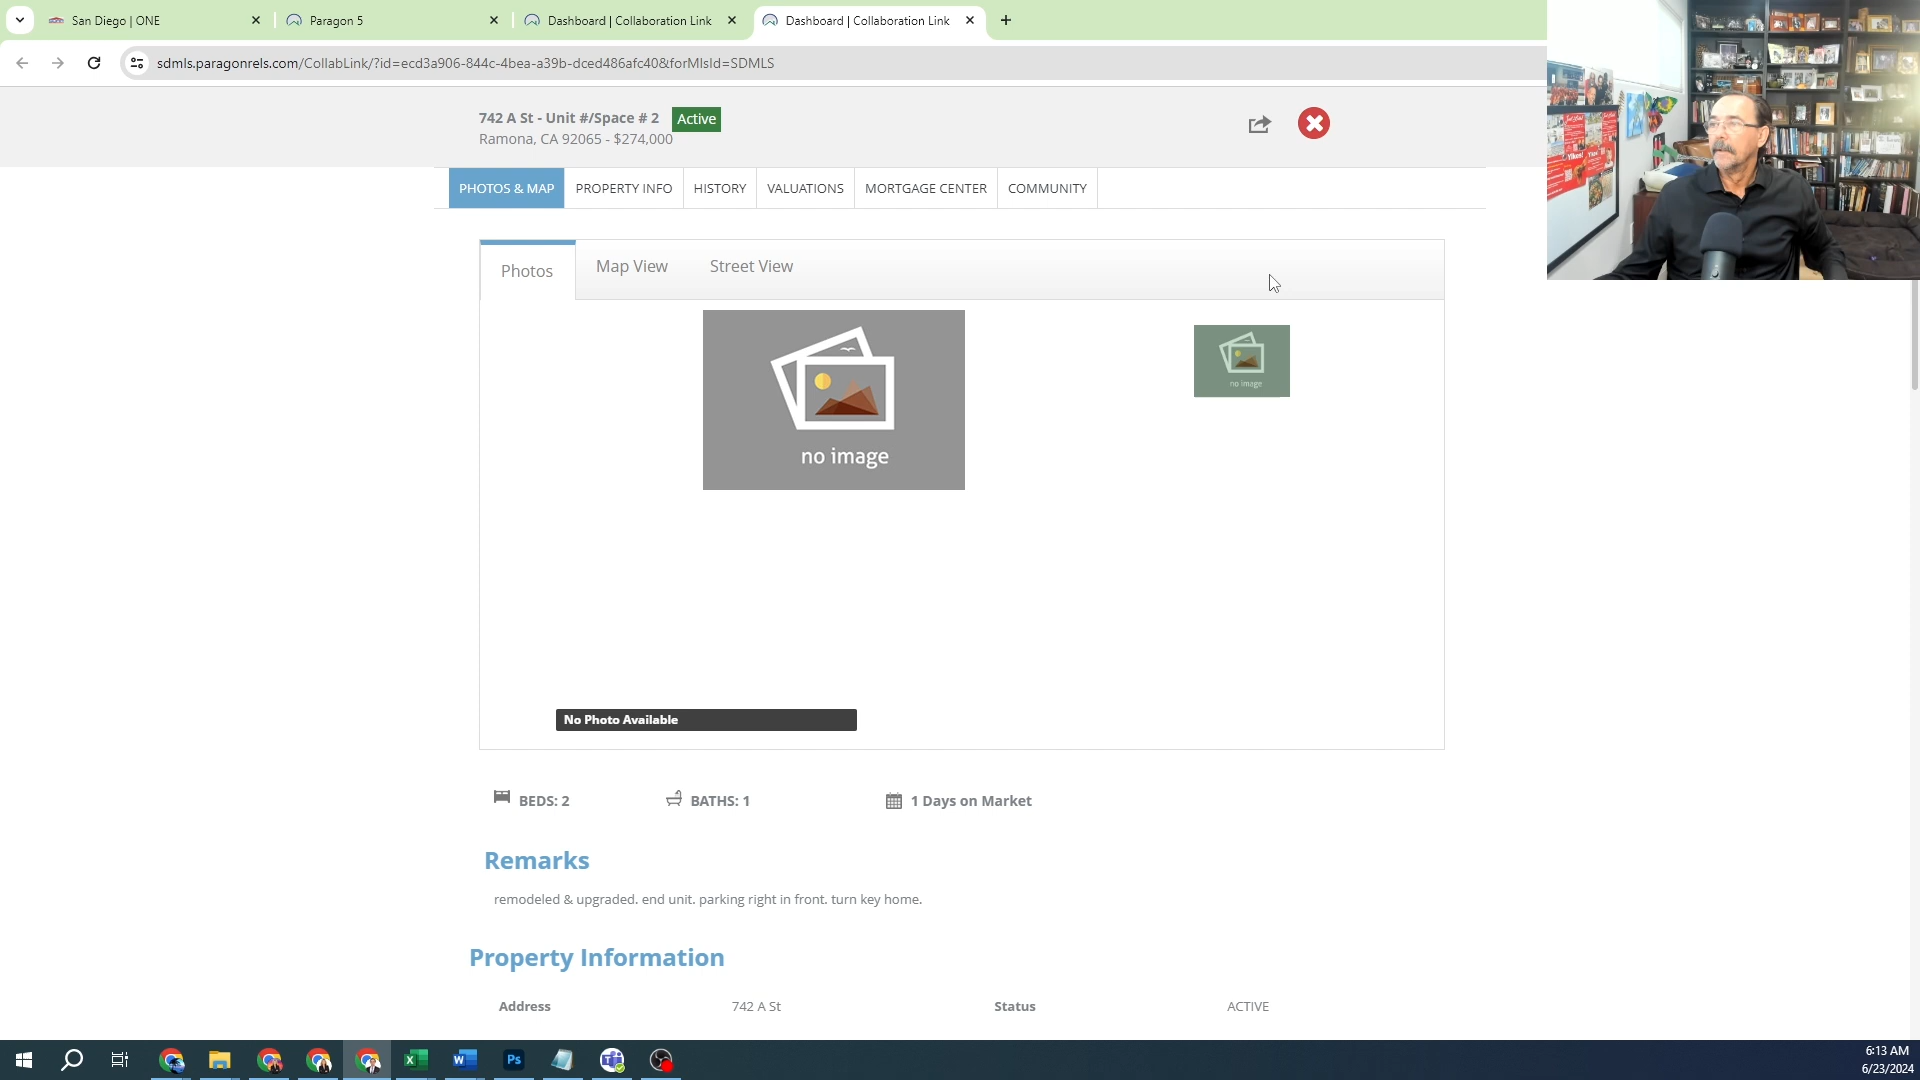 San Diego | ONE
Paragon 5
Dashboard | Collaboration Link
Dashboard | Collaboration Link
sdmls.paragonrels.com/CollabLink/?id=ecd3a906-844c-4bea-a39b-dced486afc40&forMlsId=SDMLS
742 A St - Unit #/Space # 2 Active
Ramona, CA 92065 - $274,000
PHOTOS & MAP PROPERTY INFO HISTORY VALUATIONS MORTGAGE CENTER COMMUNITY
Photos Map View Street View
no image
no image
No Photo Available
BEDS: 2 BATHS: 1 1 Days on Market
Remarks
remodeled & upgraded. end unit. parking right in front. turn key home.
Property Information
Address 742 A St Status ACTIVE
6:13 AM
6/23/2024